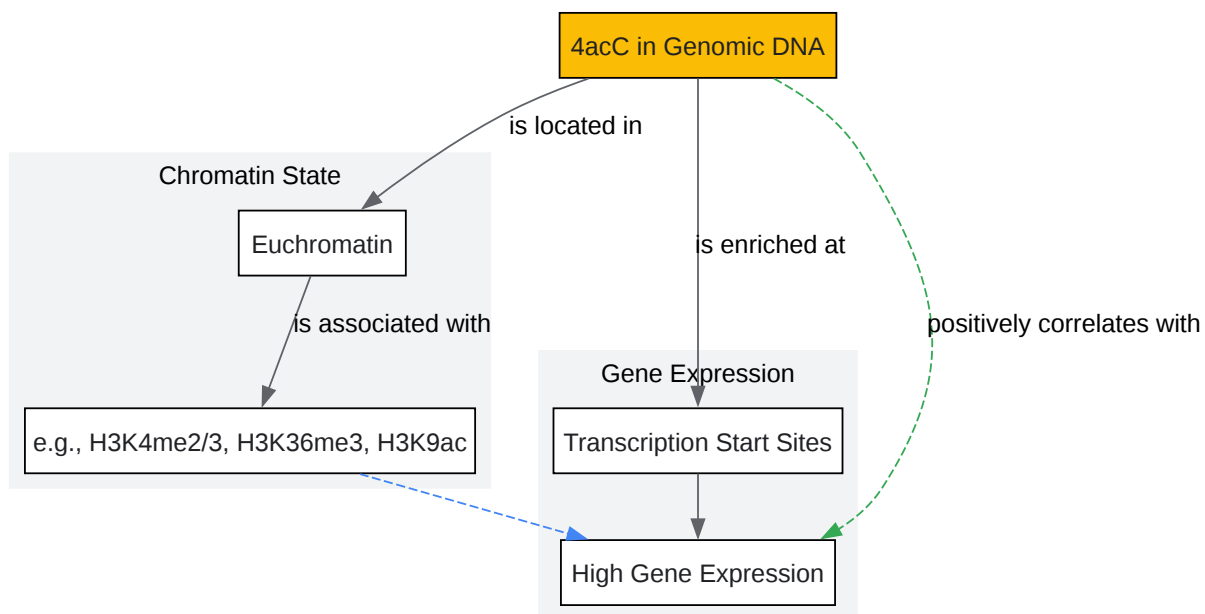 4acC in Genomic DNA
is located in
Chromatin State
Euchromatin
is enriched at
is associated with
positively correlates with
Gene Expression
e.g., H3K4me2/3, H3K36me3, H3K9ac
Transcription Start Sites
High Gene Expression